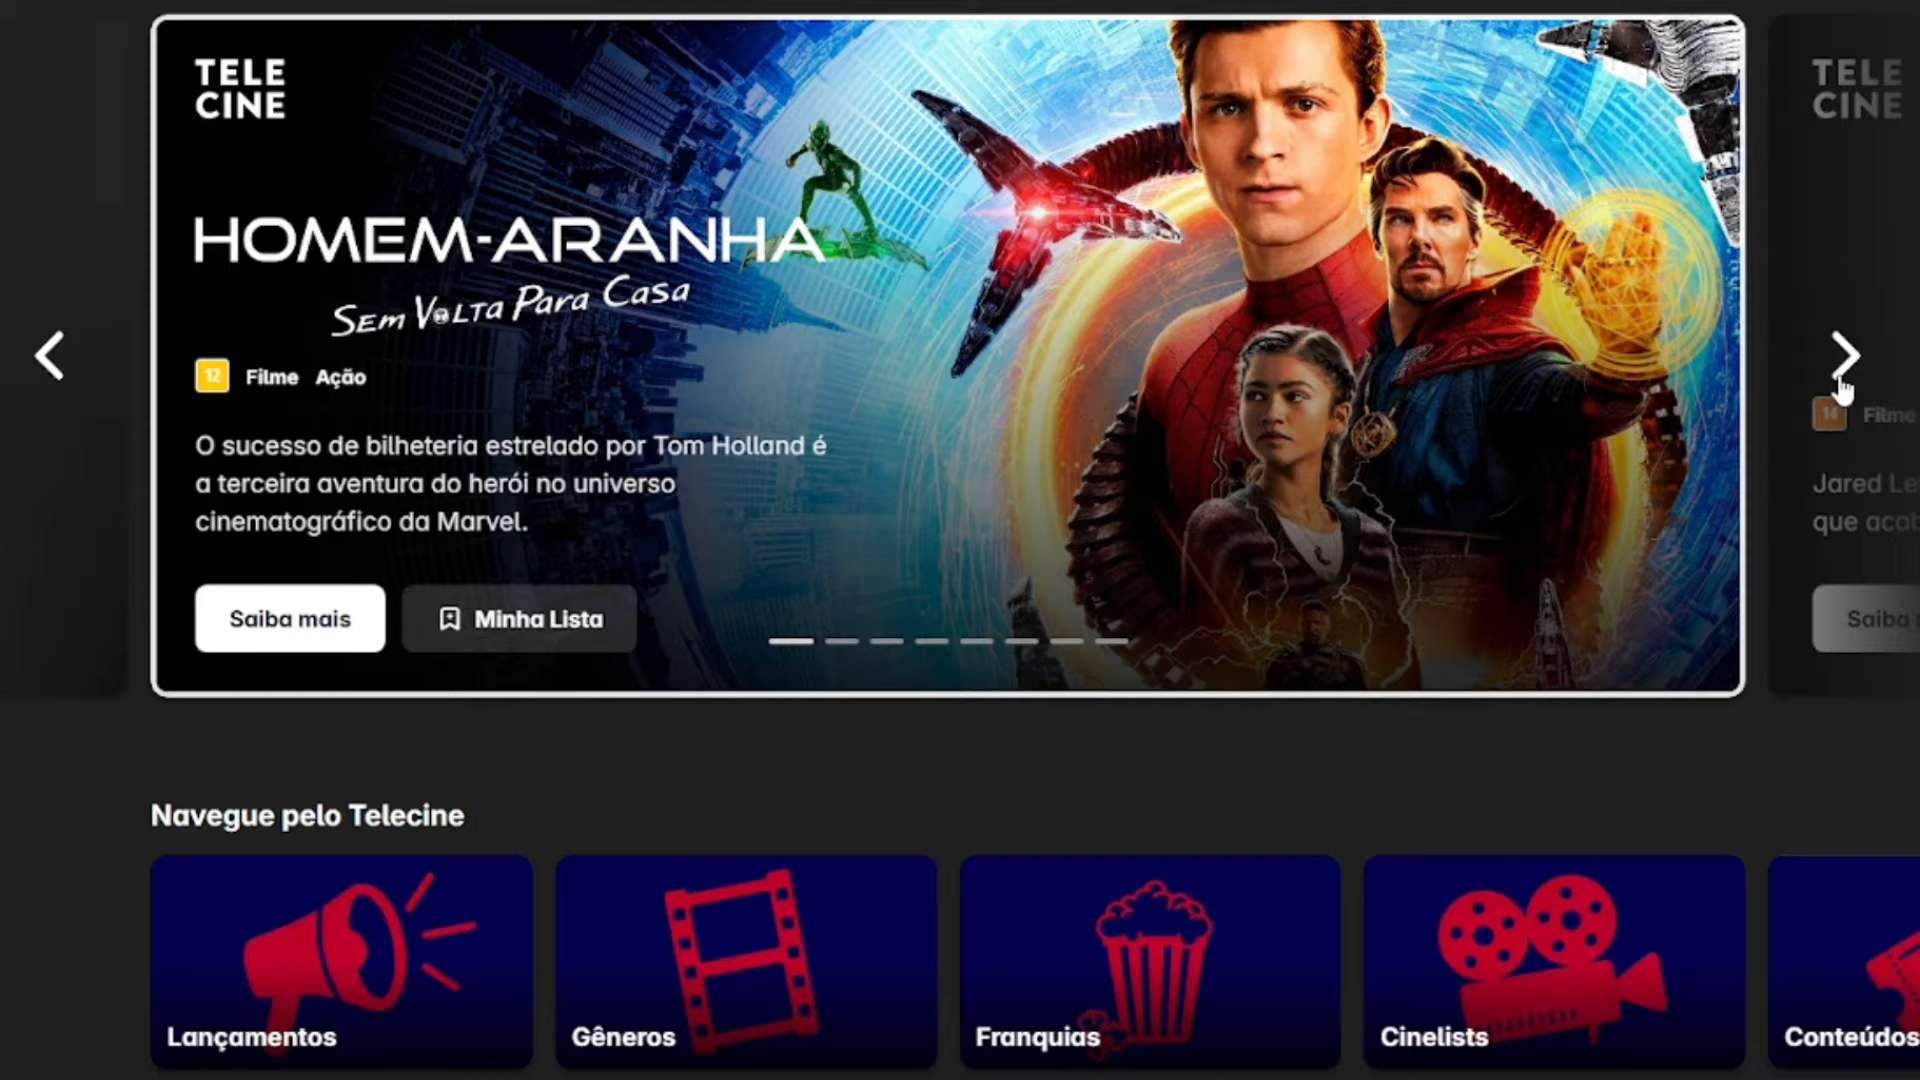 TELE
CINE
HOMEM-ARANHA
SEM VOLTA PARA CASA
12 Filme Ação
O sucesso de bilheteria estrelado por Tom Holland é
a terceira aventura do herói no universo
cinematográfico da Marvel.
Saiba mais
Minha Lista
TELE
CINE
14 Filme
Jared
que
Saiba
Navegue pelo Telecine
Lançamentos
Gêneros
Franquias
Cinelists
Conteúdos